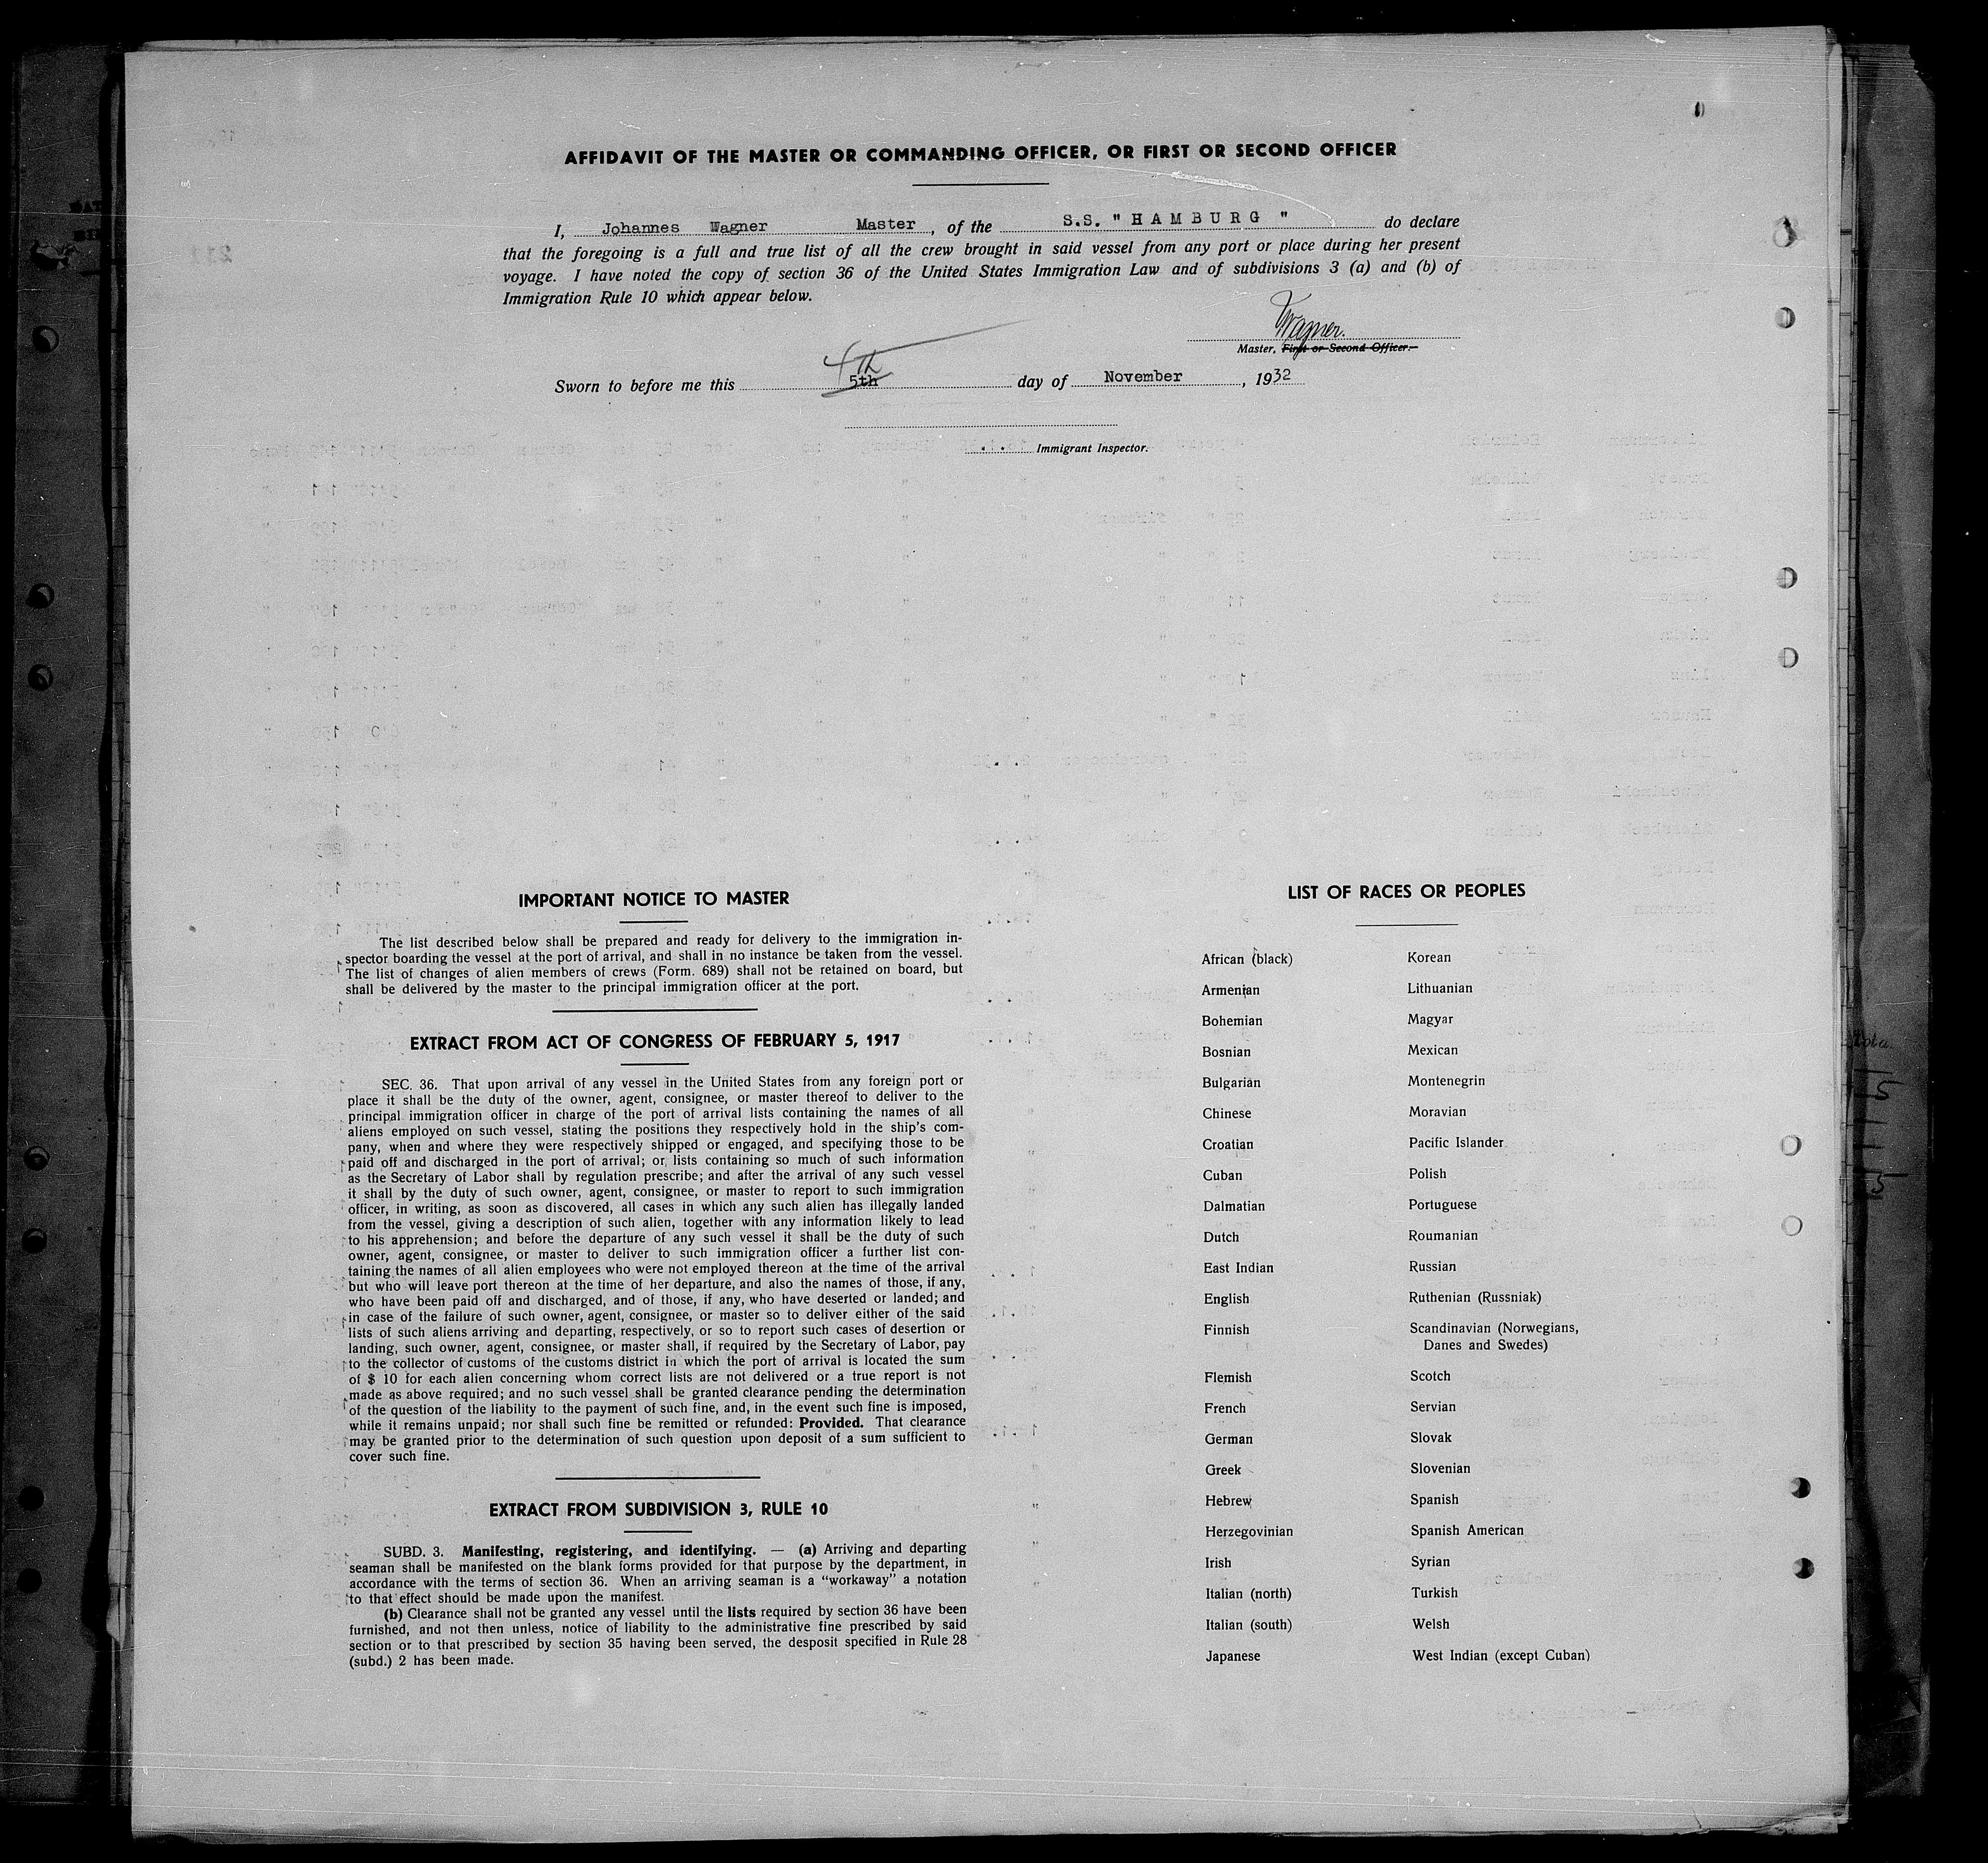 AFFIDAVIT OF THE MASTER OR COMMANDING OFFICER, OR FIRST OR SECOND OFFICER
I, Johannes Wagner Master, of the S.S. "HAMBURG" do declare
that the foregoing is a full and true list of all the crew brought in said vessel from any port or place during her present
voyage. I have noted the copy of section 36 of the United States Immigration Law and of subdivisions 3 (a) and (b) of
Immigration Rule 10 which appear below.
Wagner.
Master, First or Second Officer.
4th
Sworn to before me this 5th day of November, 1932
Immigrant Inspector.
IMPORTANT NOTICE TO MASTER
The list described below shall be prepared and ready for delivery to the immigration in-
spector boarding the vessel at the port of arrival, and shall in no instance be taken from the vessel.
The list of changes of alien members of crews (Form. 689) shall not be retained on board, but
shall be delivered by the master to the principal immigration officer at the port.
EXTRACT FROM ACT OF CONGRESS OF FEBRUARY 5, 1917
SEC. 36. That upon arrival of any vessel in the United States from any foreign port or
place it shall be the duty of the owner, agent, consignee, or master thereof to deliver to the
principal immigration officer in charge of the port of arrival lists containing the names of all
aliens employed on such vessel, stating the positions they respectively hold in the ship's com-
pany, when and where they were respectively shipped or engaged, and specifying those to be
paid off and discharged in the port of arrival; or lists containing so much of such information
as the Secretary of Labor shall by regulation prescribe; and after the arrival of any such vessel
it shall by the duty of such owner, agent, consignee, or master to report to such immigration
officer, in writing, as soon as discovered, all cases in which any such alien has illegally landed
from the vessel, giving a description of such alien, together with any information likely to lead
to his apprehension; and before the departure of any such vessel it shall be the duty of such
owner, agent, consignee, or master to deliver to such immigration officer a further list con-
taining the names of all alien employees who were not employed thereon at the time of the arrival
but who will leave port thereon at the time of her departure, and also the names of those, if any,
who have been paid off and discharged, and of those, if any, who have deserted or landed; and
in case of the failure of such owner, agent, consignee, or master so to deliver either of the said
lists of such aliens arriving and departing, respectively, or so to report such cases of desertion or
landing, such owner, agent, consignee, or master shall, if required by the Secretary of Labor, pay
to the collector of customs of the customs district in which the port of arrival is located the sum
of $ 10 for each alien concerning whom correct lists are not delivered or a true report is not
made as above required; and no such vessel shall be granted clearance pending the determination
of the question of the liability to the payment of such fine, and, in the event such fine is imposed,
while it remains unpaid; nor shall such fine be remitted or refunded: Provided. That clearance
may be granted prior to the determination of such question upon deposit of a sum sufficient to
cover such fine.
EXTRACT FROM SUBDIVISION 3, RULE 10
SUBD. 3. Manifesting, registering, and identifying. — (a) Arriving and departing
seaman shall be manifested on the blank forms provided for that purpose by the department, in
accordance with the terms of section 36. When an arriving seaman is a "workaway" a notation
to that effect should be made upon the manifest.
(b) Clearance shall not be granted any vessel until the lists required by section 36 have been
furnished, and not then unless, notice of liability to the administrative fine prescribed by said
section or to that prescribed by section 35 having been served, the desposit specified in Rule 28
(subd.) 2 has been made.
LIST OF RACES OR PEOPLES
African (black)
Armenian
Bohemian
Bosnian
Bulgarian
Chinese
Croatian
Cuban
Dalmatian
Dutch
East Indian
English
Finnish
Flemish
French
German
Greek
Hebrew
Herzegovinian
Irish
Italian (north)
Italian (south)
Japanese
Korean
Lithuanian
Magyar
Mexican
Montenegrin
Moravian
Pacific Islander
Polish
Portuguese
Roumanian
Russian
Ruthenian (Russniak)
Scandinavian (Norwegians,
Danes and Swedes)
Scotch
Servian
Slovak
Slovenian
Spanish
Spanish American
Syrian
Turkish
Welsh
West Indian (except Cuban)